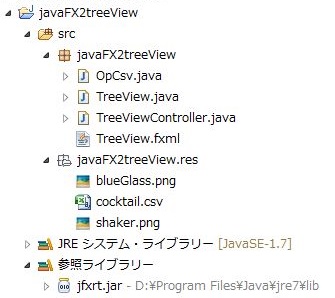 javaFX2treeView
src
javaFX2treeView
OpCsv.java
TreeView.java
TreeViewController.java
TreeView.fxml
javaFX2treeView.res
blueGlass.png
cocktail.csv
shaker.png
JRE システム・ライブラリー [JavaSE-1.7]
参照ライブラリー
jfxrt.jar - D:¥Program Files¥Java¥jre7¥lib